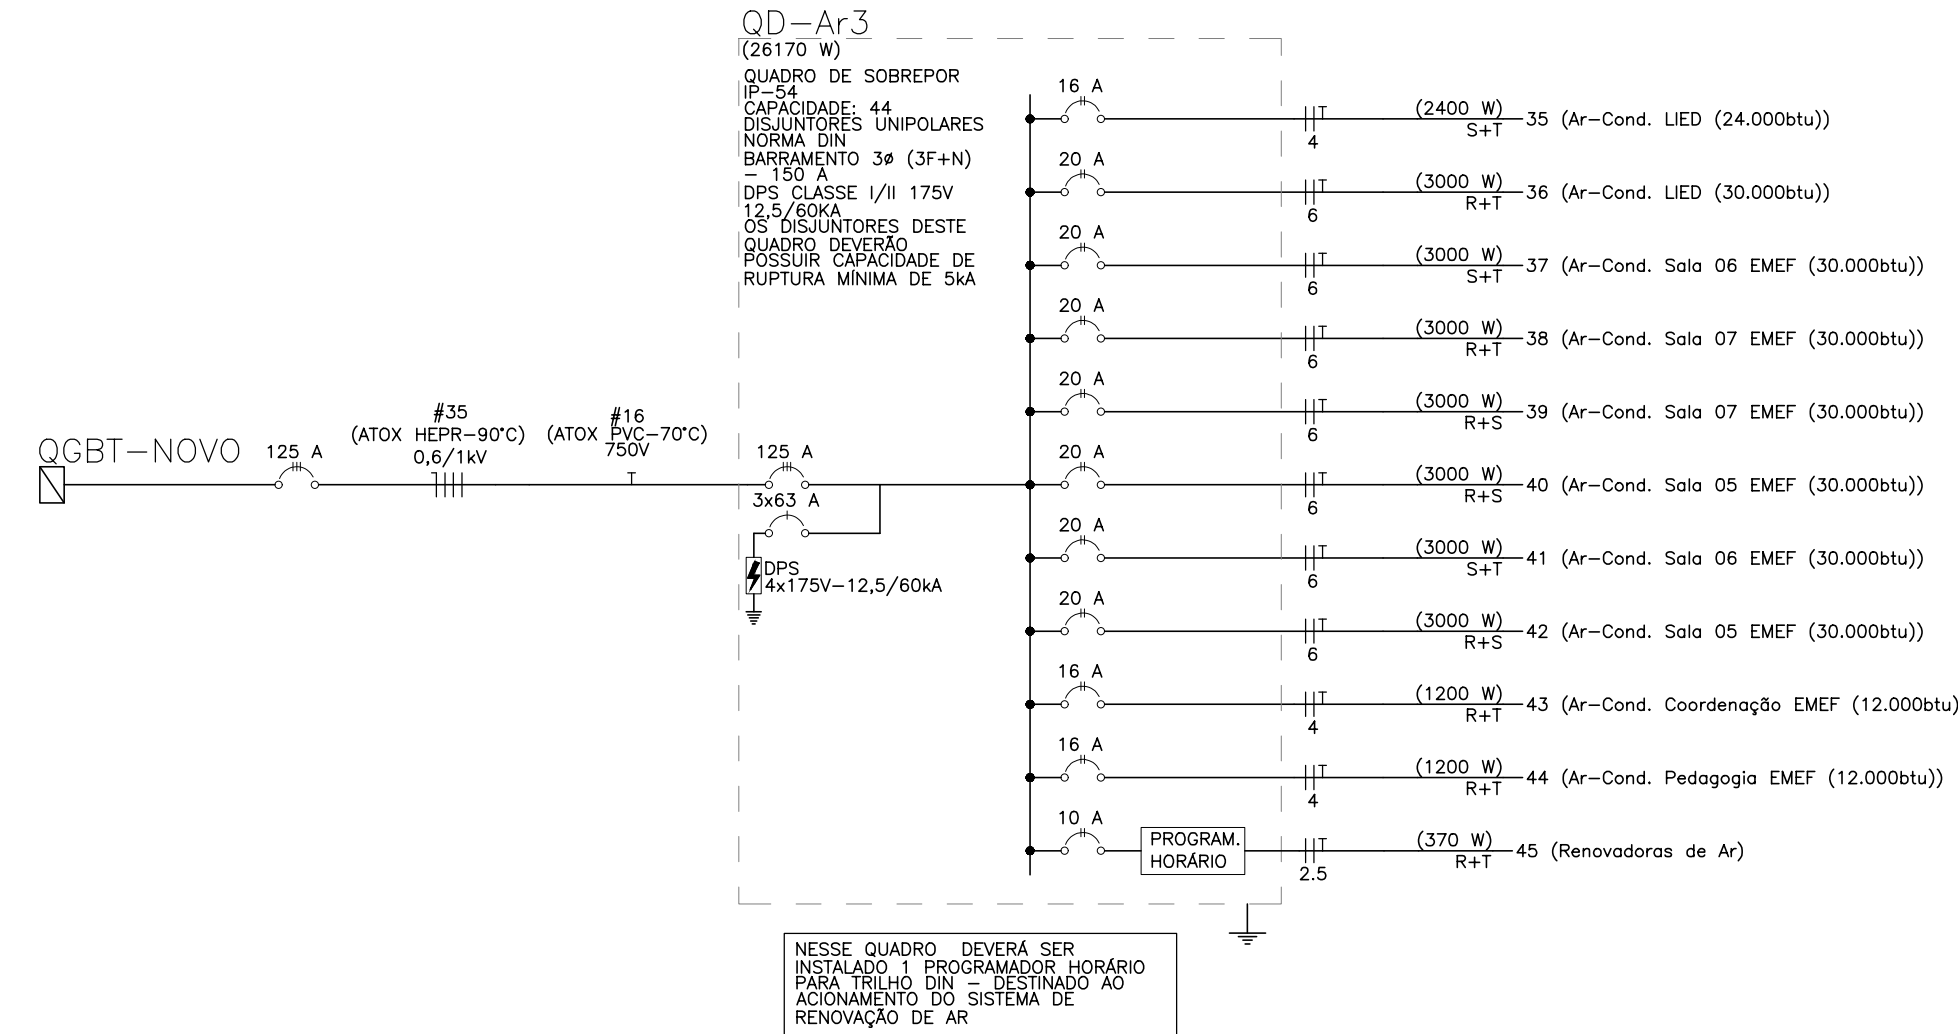 QD-Ar3
(26170 W)
QUADRO DE SOBREPOR
IP-54
CAPACIDADE: 44
DISJUNTORES UNIPOLARES
NORMA DIN
BARRAMENTO 3ø (3F+N)
- 150 A
DPS CLASSE I/II 175V
12,5/60KA
OS DISJUNTORES DESTE
QUADRO DEVERÃO
POSSUIR CAPACIDADE DE
RUPTURA MÍNIMA DE 5kA
QGBT-NOVO
125 A
#35
(ATOX HEPR-90°C)
0,6/1kV
#16
(ATOX PVC-70°C)
750V
125 A
3x63 A
DPS
4x175V-12,5/60kA
16 A
4
(2400 W)
S+T
35 (Ar-Cond. LIED (24.000btu))
20 A
6
(3000 W)
R+T
36 (Ar-Cond. LIED (30.000btu))
20 A
6
(3000 W)
S+T
37 (Ar-Cond. Sala 06 EMEF (30.000btu))
20 A
6
(3000 W)
R+T
38 (Ar-Cond. Sala 07 EMEF (30.000btu))
20 A
6
(3000 W)
R+S
39 (Ar-Cond. Sala 07 EMEF (30.000btu))
20 A
6
(3000 W)
R+S
40 (Ar-Cond. Sala 05 EMEF (30.000btu))
20 A
6
(3000 W)
S+T
41 (Ar-Cond. Sala 06 EMEF (30.000btu))
20 A
6
(3000 W)
R+S
42 (Ar-Cond. Sala 05 EMEF (30.000btu))
16 A
4
(1200 W)
R+T
43 (Ar-Cond. Coordenação EMEF (12.000btu)
16 A
4
(1200 W)
R+T
44 (Ar-Cond. Pedagogia EMEF (12.000btu))
10 A
PROGRAM.
HORÁRIO
2.5
(370 W)
R+T
45 (Renovadoras de Ar)
NESSE QUADRO DEVERÁ SER
INSTALADO 1 PROGRAMADOR HORÁRIO
PARA TRILHO DIN - DESTINADO AO
ACIONAMENTO DO SISTEMA DE
RENOVAÇÃO DE AR